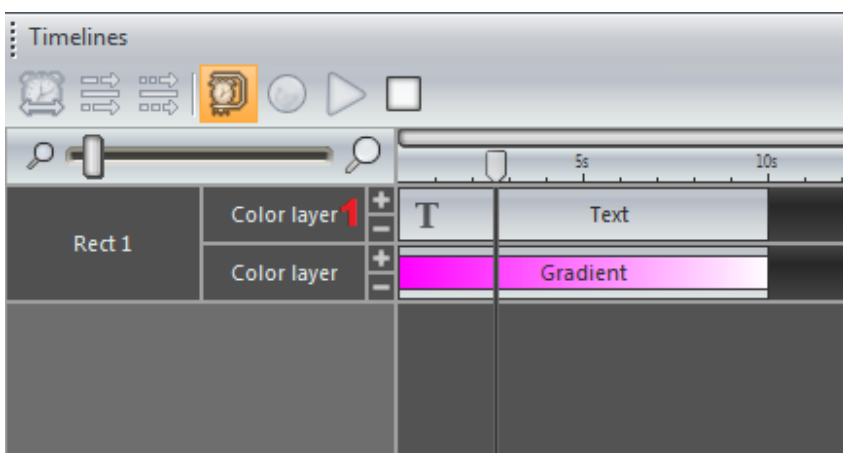 Timelines
5s 10s
Rect 1
Color layer 1 T Text
Color layer Gradient